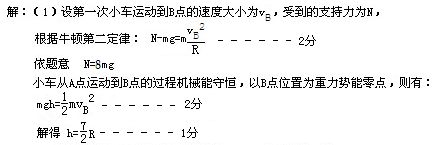 解：（1）设第一次小车运动到B点的速度大小为v_B，受到的支持力为N，
根据牛顿第二定律： N-mg=m\frac{v_B^2}{R} - - - - - - 2分
依题意 N=8mg
小车从A点运动到B点的过程机械能守恒，以B点位置为重力势能零点，则有：
mgh=\frac{1}{2}mv_B^2 - - - - - - 2分
解得 h=\frac{7}{2}R - - - - - - 1分